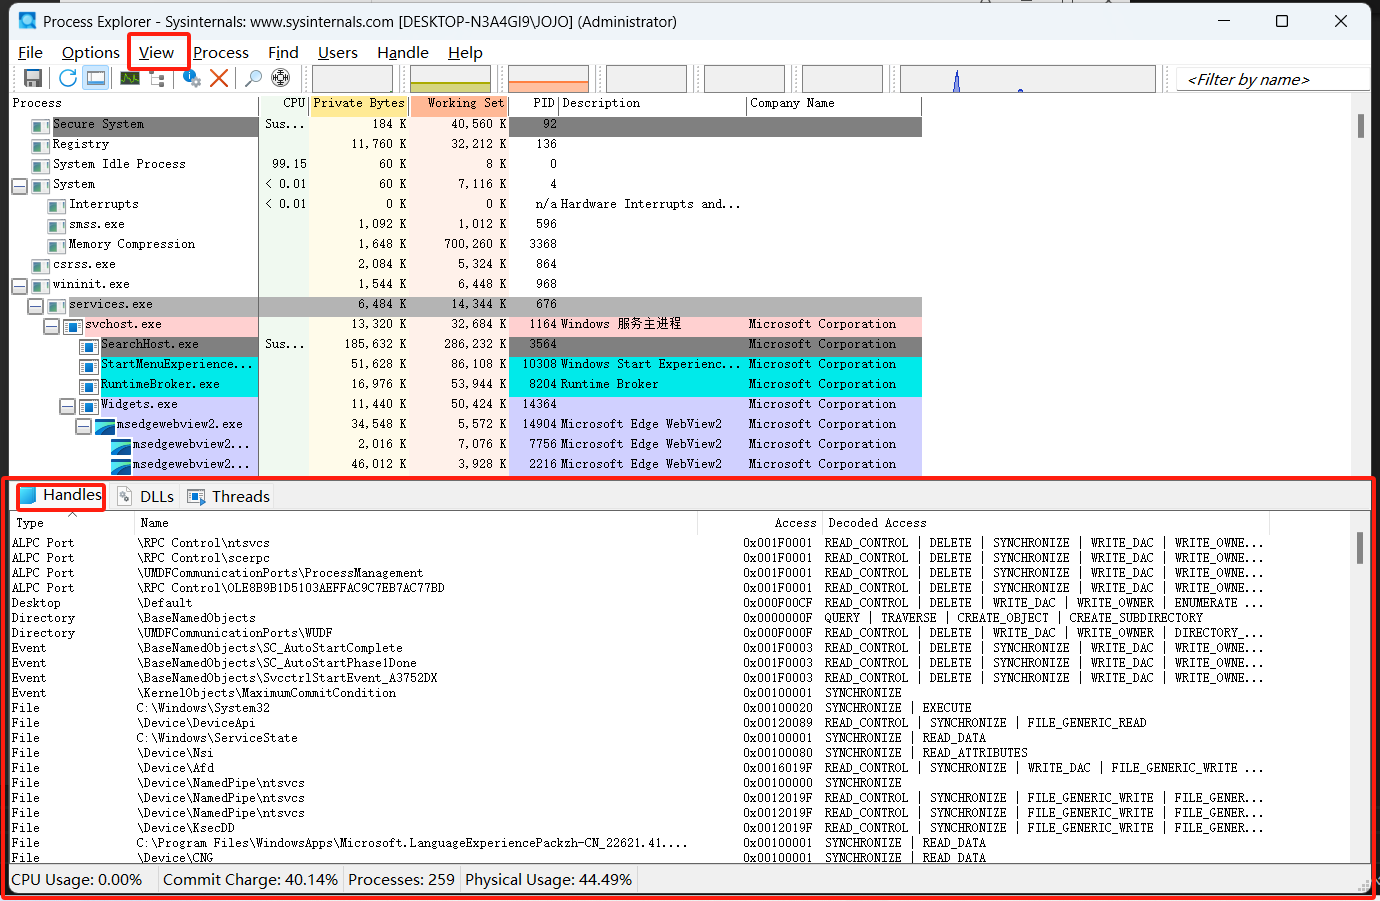 Process Explorer - Sysinternals: www.sysinternals.com [DESKTOP-N3A4GI9\JOJO] (Administrator)
File Options View Process Find Users Handle Help
<Filter by name>
Process CPU Private Bytes Working Set PID Description Company Name
Secure System Sus... 184 K 40,560 K 92
Registry 11,760 K 32,212 K 136
System Idle Process 99.15 60 K 8 K 0
System < 0.01 60 K 7,116 K 4
Interrupts < 0.01 0 K 0 K n/a Hardware Interrupts and...
smss.exe 1,092 K 1,012 K 596
Memory Compression 1,648 K 700,260 K 3368
csrss.exe 2,084 K 5,324 K 864
wininit.exe 1,544 K 6,448 K 968
services.exe 6,484 K 14,344 K 676
svchost.exe 13,320 K 32,684 K 1164 Windows 服务主进程 Microsoft Corporation
SearchHost.exe Sus... 185,632 K 286,232 K 3564 Microsoft Corporation
StartMenuExperience... 51,628 K 86,108 K 10308 Windows Start Experienc... Microsoft Corporation
RuntimeBroker.exe 16,976 K 53,944 K 8204 Runtime Broker Microsoft Corporation
Widgets.exe 11,440 K 50,424 K 14364 Microsoft Corporation
msedgewebview2.exe 34,548 K 5,572 K 14904 Microsoft Edge WebView2 Microsoft Corporation
msedgewebview2... 2,016 K 7,076 K 7756 Microsoft Edge WebView2 Microsoft Corporation
msedgewebview2... 46,012 K 3,928 K 2216 Microsoft Edge WebView2 Microsoft Corporation
Handles DLLs Threads
Type Name Access Decoded Access
ALPC Port \RPC Control\ntsvcs 0x001F0001 READ_CONTROL | DELETE | SYNCHRONIZE | WRITE_DAC | WRITE_OWNE...
ALPC Port \RPC Control\scerpc 0x001F0001 READ_CONTROL | DELETE | SYNCHRONIZE | WRITE_DAC | WRITE_OWNE...
ALPC Port \UMDFCommunicationPorts\ProcessManagement 0x001F0001 READ_CONTROL | DELETE | SYNCHRONIZE | WRITE_DAC | WRITE_OWNE...
ALPC Port \RPC Control\OLE8B9B1D5103AEFFAC9C7EB7AC77BD 0x001F0001 READ_CONTROL | DELETE | SYNCHRONIZE | WRITE_DAC | WRITE_OWNE...
Desktop \Default 0x000F00CF READ_CONTROL | DELETE | WRITE_DAC | WRITE_OWNER | ENUMERATE ...
Directory \BaseNamedObjects 0x0000000F QUERY | TRAVERSE | CREATE_OBJECT | CREATE_SUBDIRECTORY
Directory \UMDFCommunicationPorts\WUDF 0x000F000F READ_CONTROL | DELETE | WRITE_DAC | WRITE_OWNER | DIRECTORY_...
Event \BaseNamedObjects\SC_AutoStartComplete 0x001F0003 READ_CONTROL | DELETE | SYNCHRONIZE | WRITE_DAC | WRITE_OWNE...
Event \BaseNamedObjects\SC_AutoStartPhase1Done 0x001F0003 READ_CONTROL | DELETE | SYNCHRONIZE | WRITE_DAC | WRITE_OWNE...
Event \BaseNamedObjects\SvcctrlStartEvent_A3752DX 0x001F0003 READ_CONTROL | DELETE | SYNCHRONIZE | WRITE_DAC | WRITE_OWNE...
Event \KernelObjects\MaximumCommitCondition 0x00100001 SYNCHRONIZE
File C:\Windows\System32 0x00100020 SYNCHRONIZE | EXECUTE
File \Device\DeviceApi 0x00120089 READ_CONTROL | SYNCHRONIZE | FILE_GENERIC_READ
File C:\Windows\ServiceState 0x00100001 SYNCHRONIZE | READ_DATA
File \Device\Nsi 0x00100080 SYNCHRONIZE | READ_ATTRIBUTES
File \Device\Afd 0x0016019F READ_CONTROL | SYNCHRONIZE | WRITE_DAC | FILE_GENERIC_WRITE ...
File \Device\NamedPipe\ntsvcs 0x00100000 SYNCHRONIZE
File \Device\NamedPipe\ntsvcs 0x0012019F READ_CONTROL | SYNCHRONIZE | FILE_GENERIC_WRITE | FILE_GENER...
File \Device\NamedPipe\ntsvcs 0x0012019F READ_CONTROL | SYNCHRONIZE | FILE_GENERIC_WRITE | FILE_GENER...
File \Device\KsecDD 0x0012019F READ_CONTROL | SYNCHRONIZE | FILE_GENERIC_WRITE | FILE_GENER...
File C:\Program Files\WindowsApps\Microsoft.LanguageExperiencePackzh-CN_22621.41.... 0x00100001 SYNCHRONIZE | READ_DATA
File \Device\CNG 0x00100001 SYNCHRONIZE | READ_DATA
CPU Usage: 0.00% Commit Charge: 40.14% Processes: 259 Physical Usage: 44.49%